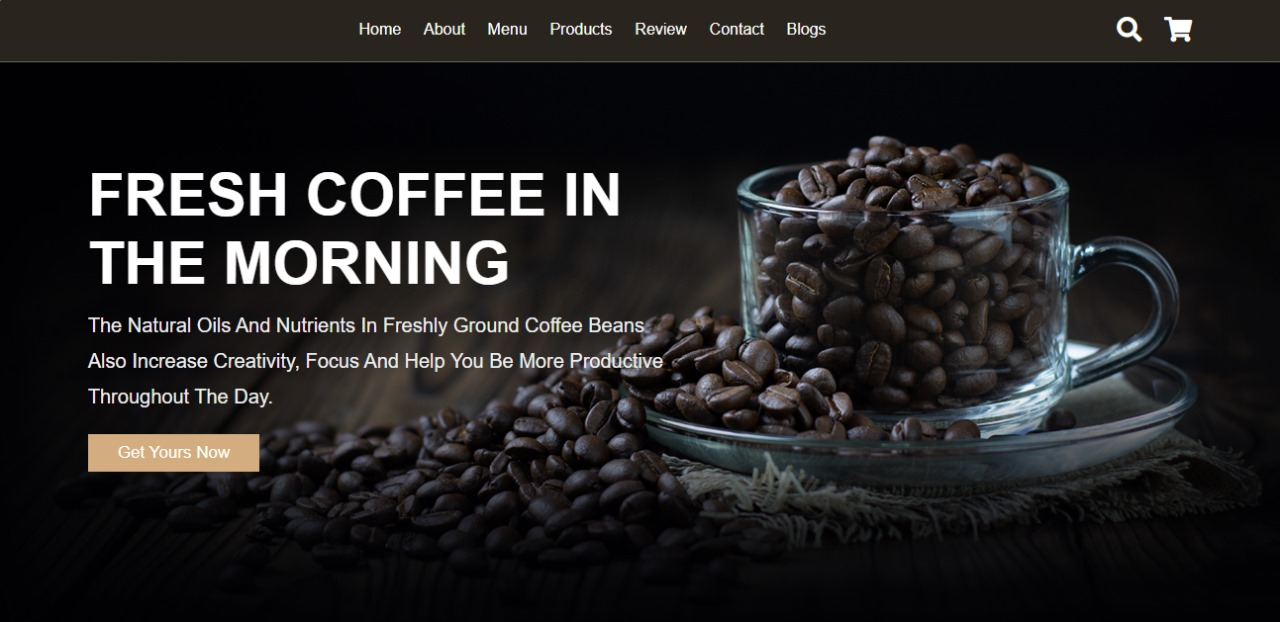 Home About Menu Products Review Contact Blogs
FRESH COFFEE IN
THE MORNING
The Natural Oils And Nutrients In Freshly Ground Coffee Beans
Also Increase Creativity, Focus And Help You Be More Productive
Throughout The Day.
Get Yours Now